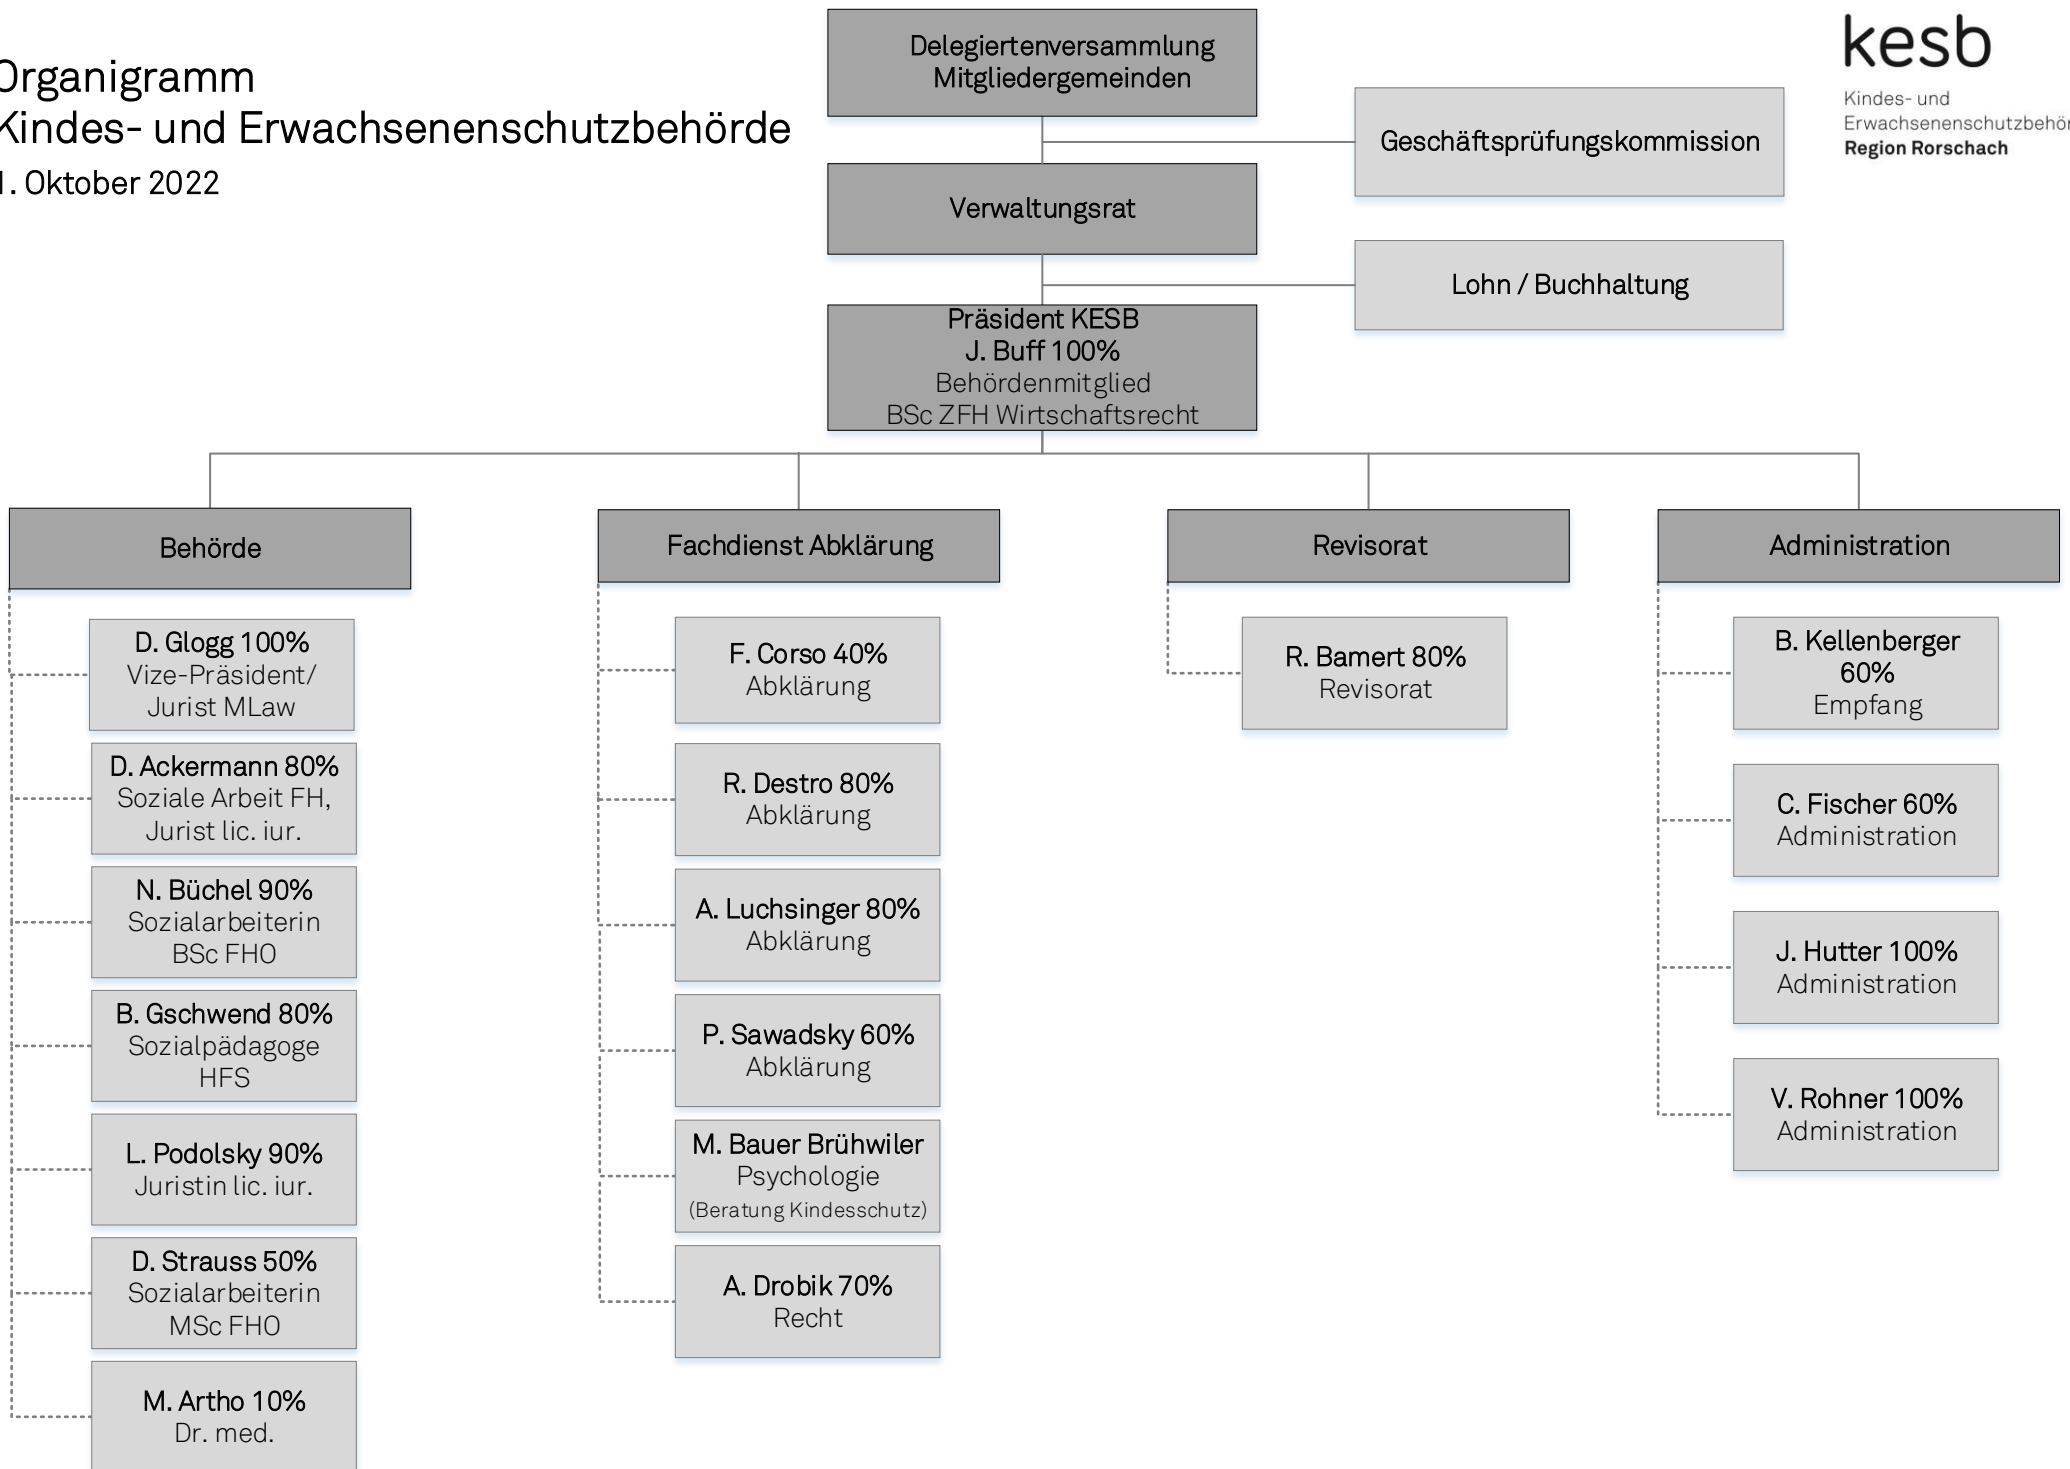 Organigramm
Kindes- und Erwachsenenschutzbehörde
1. Oktober 2022
Delegiertenversammlung
Mitgliedergemeinden
kesb
Kindes- und
Region Rorschach
Geschäftsprüfungskommission
Verwaltungsrat
Lohn / Buchhaltung
Präsident KESB
J. Buff 100%
Behördenmitglied
BSc ZFH Wirtschaftsrecht
Behörde
D. Glogg 100%
Vize-Präsident/
Jurist MLaw
D. Ackermann 80%
Soziale Arbeit FH,
Jurist lic. iur.
N. Büchel 90%
Sozialarbeiterin
BSc FHO
B. Gschwend 80%
Sozialpädagoge
HFS
L. Podolsky 90%
Juristin lic. iur.
D. Strauss 50%
Sozialarbeiterin
MSc FHO
M. Artho 10%
Dr. med.
Fachdienst Abklärung
F. Corso 40%
Abklärung
R. Destro 80%
Abklärung
A. Luchsinger 80%
Abklärung
P. Sawadsky 60%
Abklärung
M. Bauer Brühwiler
Psychologie
(Beratung Kindesschutz)
A. Drobik 70%
Recht
Revisorat
R. Bamert 80%
Revisorat
Administration
B. Kellenberger
60%
Empfang
C. Fischer 60%
Administration
J. Hutter 100%
Administration
V. Rohner 100%
Administration